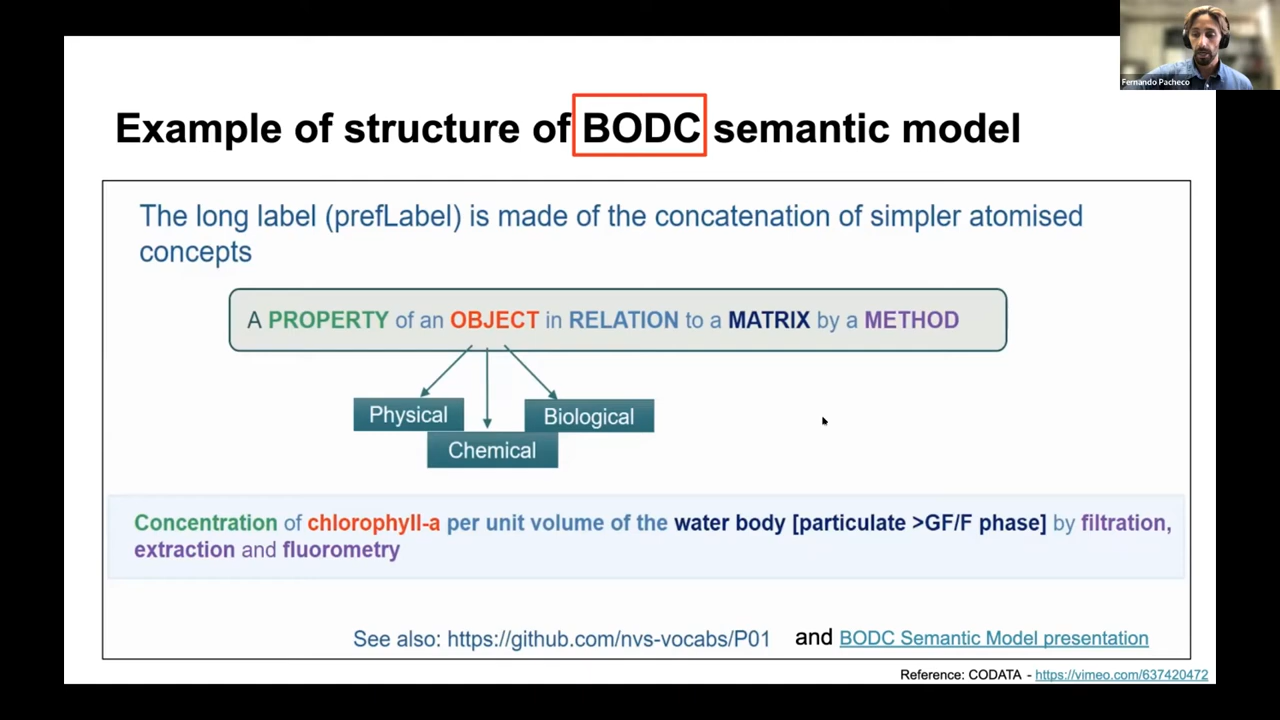 Fernando Pacheco
Example of structure of BODC semantic model
The long label (prefLabel) is made of the concatenation of simpler atomised
concepts
A PROPERTY of an OBJECT in RELATION to a MATRIX by a METHOD
Physical
Biological
Chemical
Concentration of chlorophyll-a per unit volume of the water body [particulate >GF/F phase] by filtration,
extraction and fluorometry
See also: https://github.com/nvs-vocabs/P01 and BODC Semantic Model presentation
Reference: CODATA - https://vimeo.com/637420472